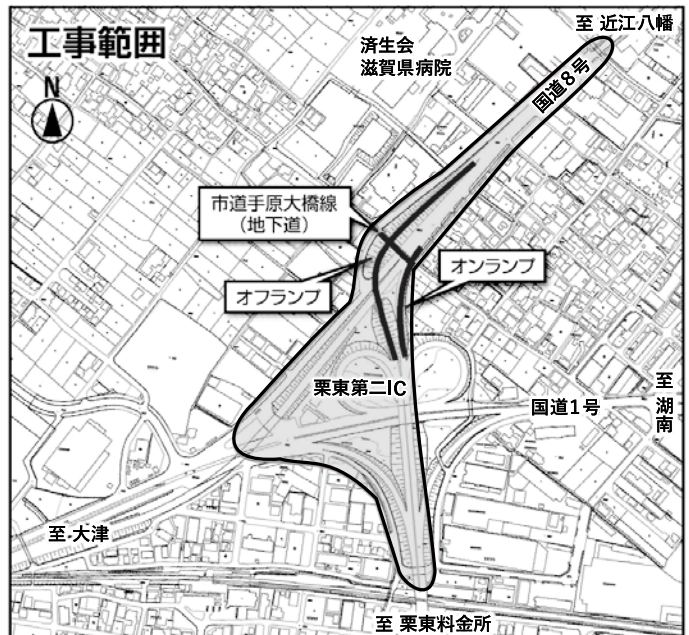 工事範囲
N
至 近江八幡
済生会
滋賀県病院
国道8号
市道手原大橋線
(地下道)
オンランプ
オフランプ
栗東第二IC
国道1号
至
湖南
至 大津
至 栗東料金所